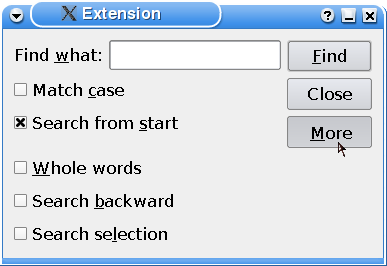 Extension
Find what:
Find
Match case
Close
Search from start
More
Whole words
Search backward
Search selection